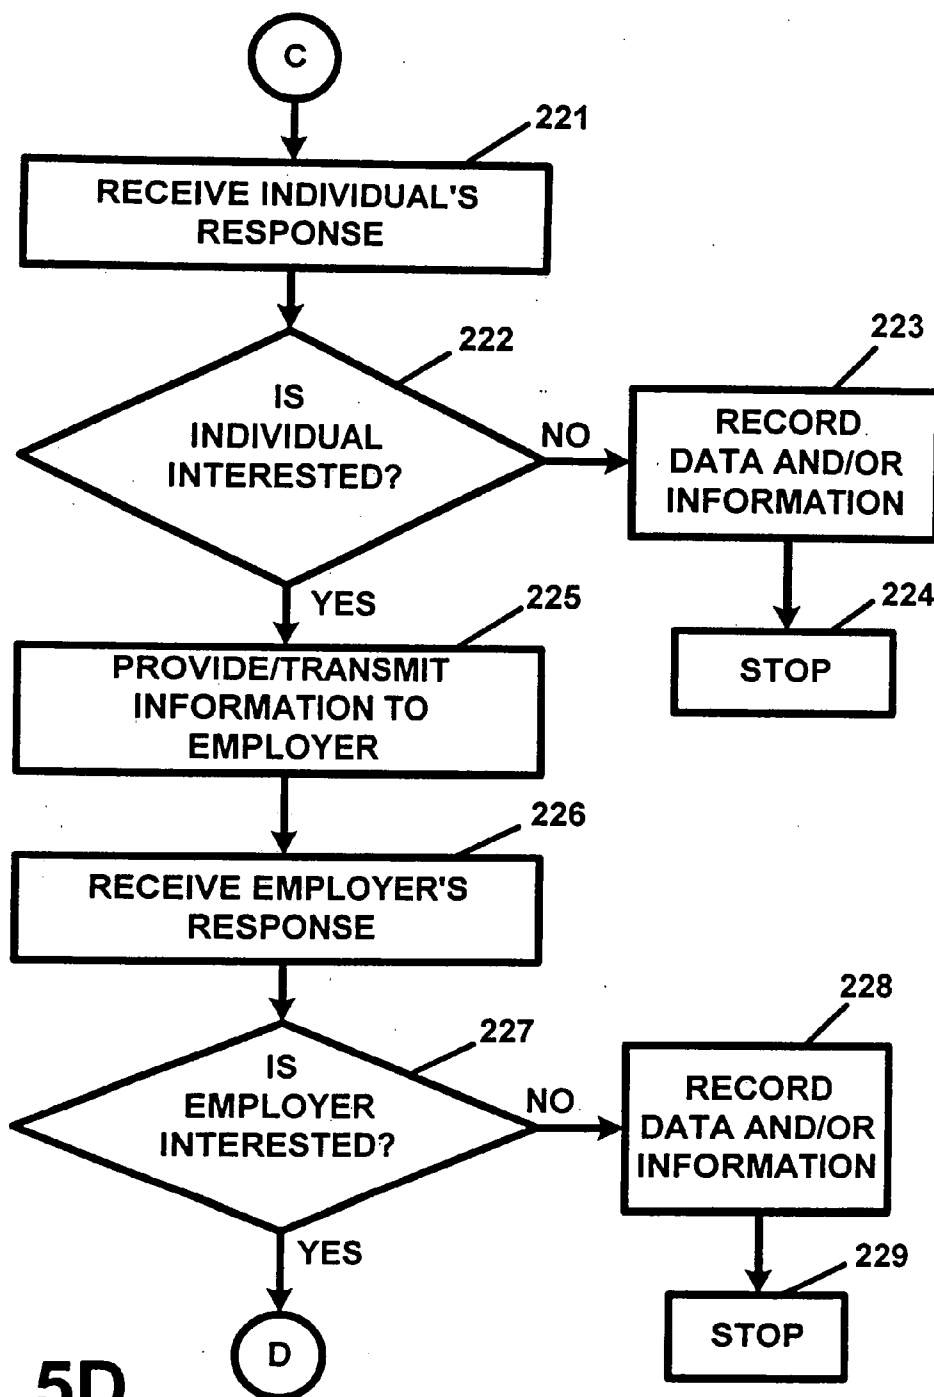 C
221
RECEIVE INDIVIDUAL'S
RESPONSE
222
IS
INDIVIDUAL
INTERESTED?
NO
223
RECORD
DATA AND/OR
INFORMATION
224
STOP
YES
225
PROVIDE/TRANSMIT
INFORMATION TO
EMPLOYER
226
RECEIVE EMPLOYER'S
RESPONSE
227
IS
EMPLOYER
INTERESTED?
NO
228
RECORD
DATA AND/OR
INFORMATION
229
STOP
YES
D
5D